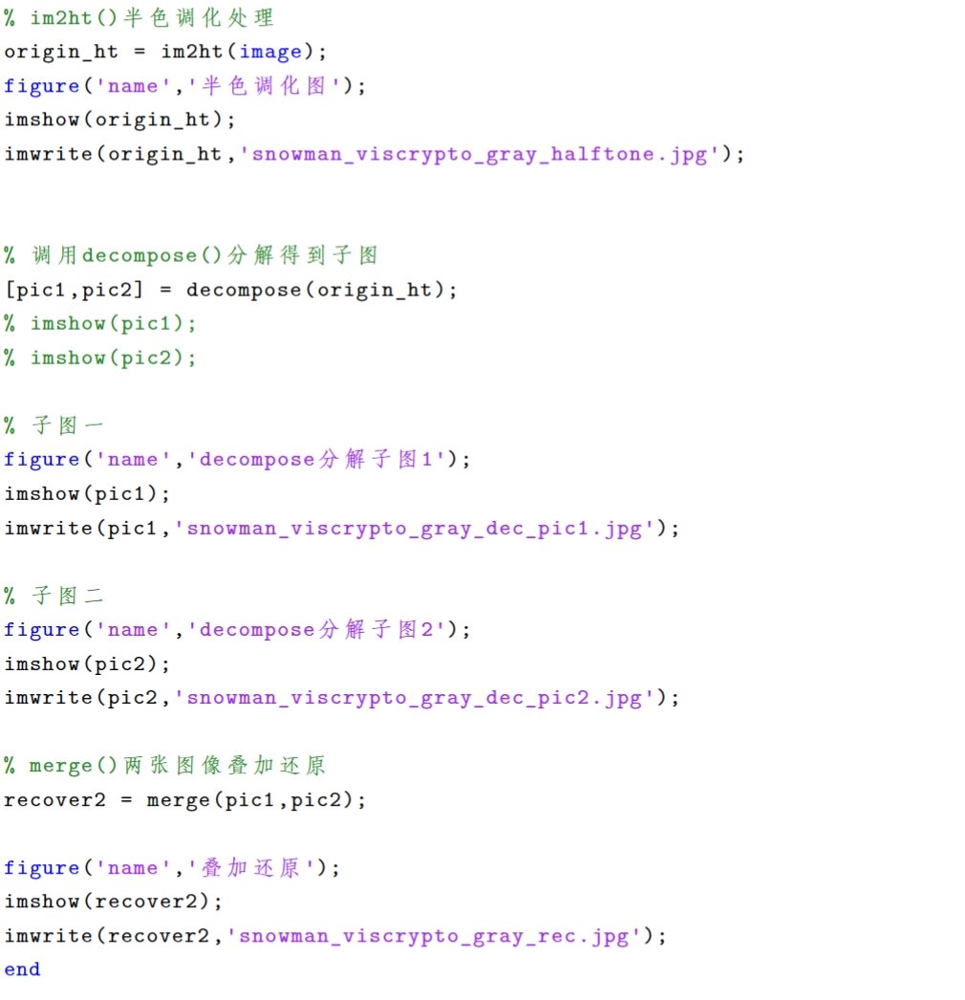 % im2ht()半色调化处理
origin_ht = im2ht(image);
figure('name','半色调化图');
imshow(origin_ht);
imwrite(origin_ht,'snowman_viscrypto_gray_halftone.jpg');
% 调用decompose()分解得到子图
[pic1,pic2] = decompose(origin_ht);
% imshow(pic1);
% imshow(pic2);
% 子图一
figure('name','decompose分解子图1');
imshow(pic1);
imwrite(pic1,'snowman_viscrypto_gray_dec_pic1.jpg');
% 子图二
figure('name','decompose分解子图2');
imshow(pic2);
imwrite(pic2,'snowman_viscrypto_gray_dec_pic2.jpg');
% merge()两张图像叠加还原
recover2 = merge(pic1,pic2);
figure('name','叠加还原');
imshow(recover2);
imwrite(recover2,'snowman_viscrypto_gray_rec.jpg');
end